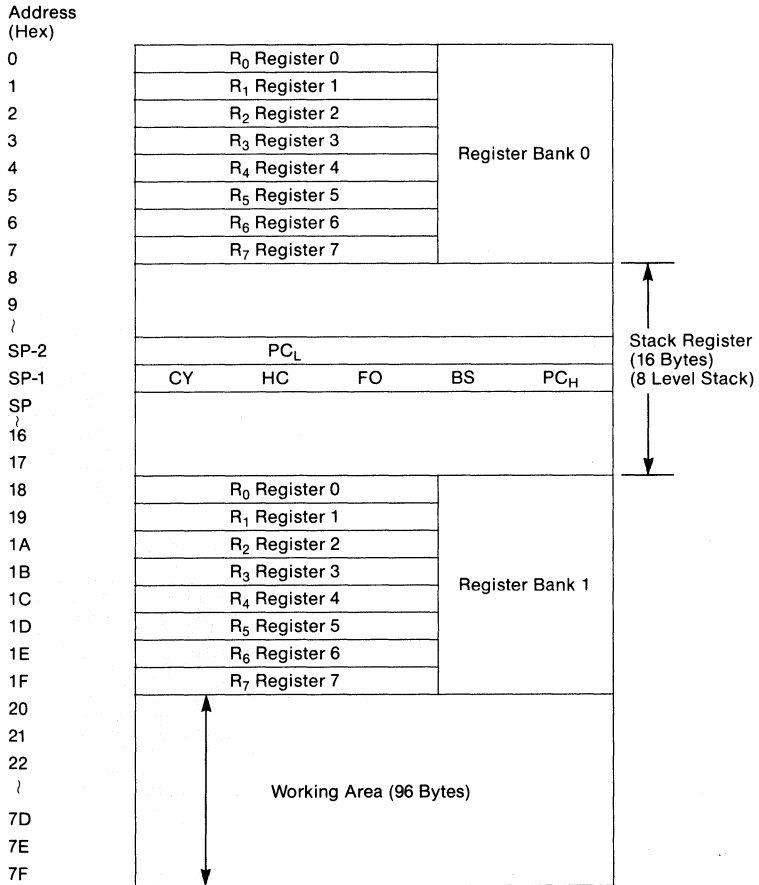 Address
(Hex)
0 R0 Register 0
1 R1 Register 1
2 R2 Register 2
3 R3 Register 3
Register Bank 0
4 R4 Register 4
5 R5 Register 5
6 R6 Register 6
7 R7 Register 7
8
9
≀
Stack Register
(16 Bytes)
(8 Level Stack)
SP-2 PCL
SP-1 CY HC FO BS PCH
SP
≀
16
17
18 R0 Register 0
19 R1 Register 1
1A R2 Register 2
1B R3 Register 3
Register Bank 1
1C R4 Register 4
1D R5 Register 5
1E R6 Register 6
1F R7 Register 7
20
21
22
≀
Working Area (96 Bytes)
7D
7E
7F